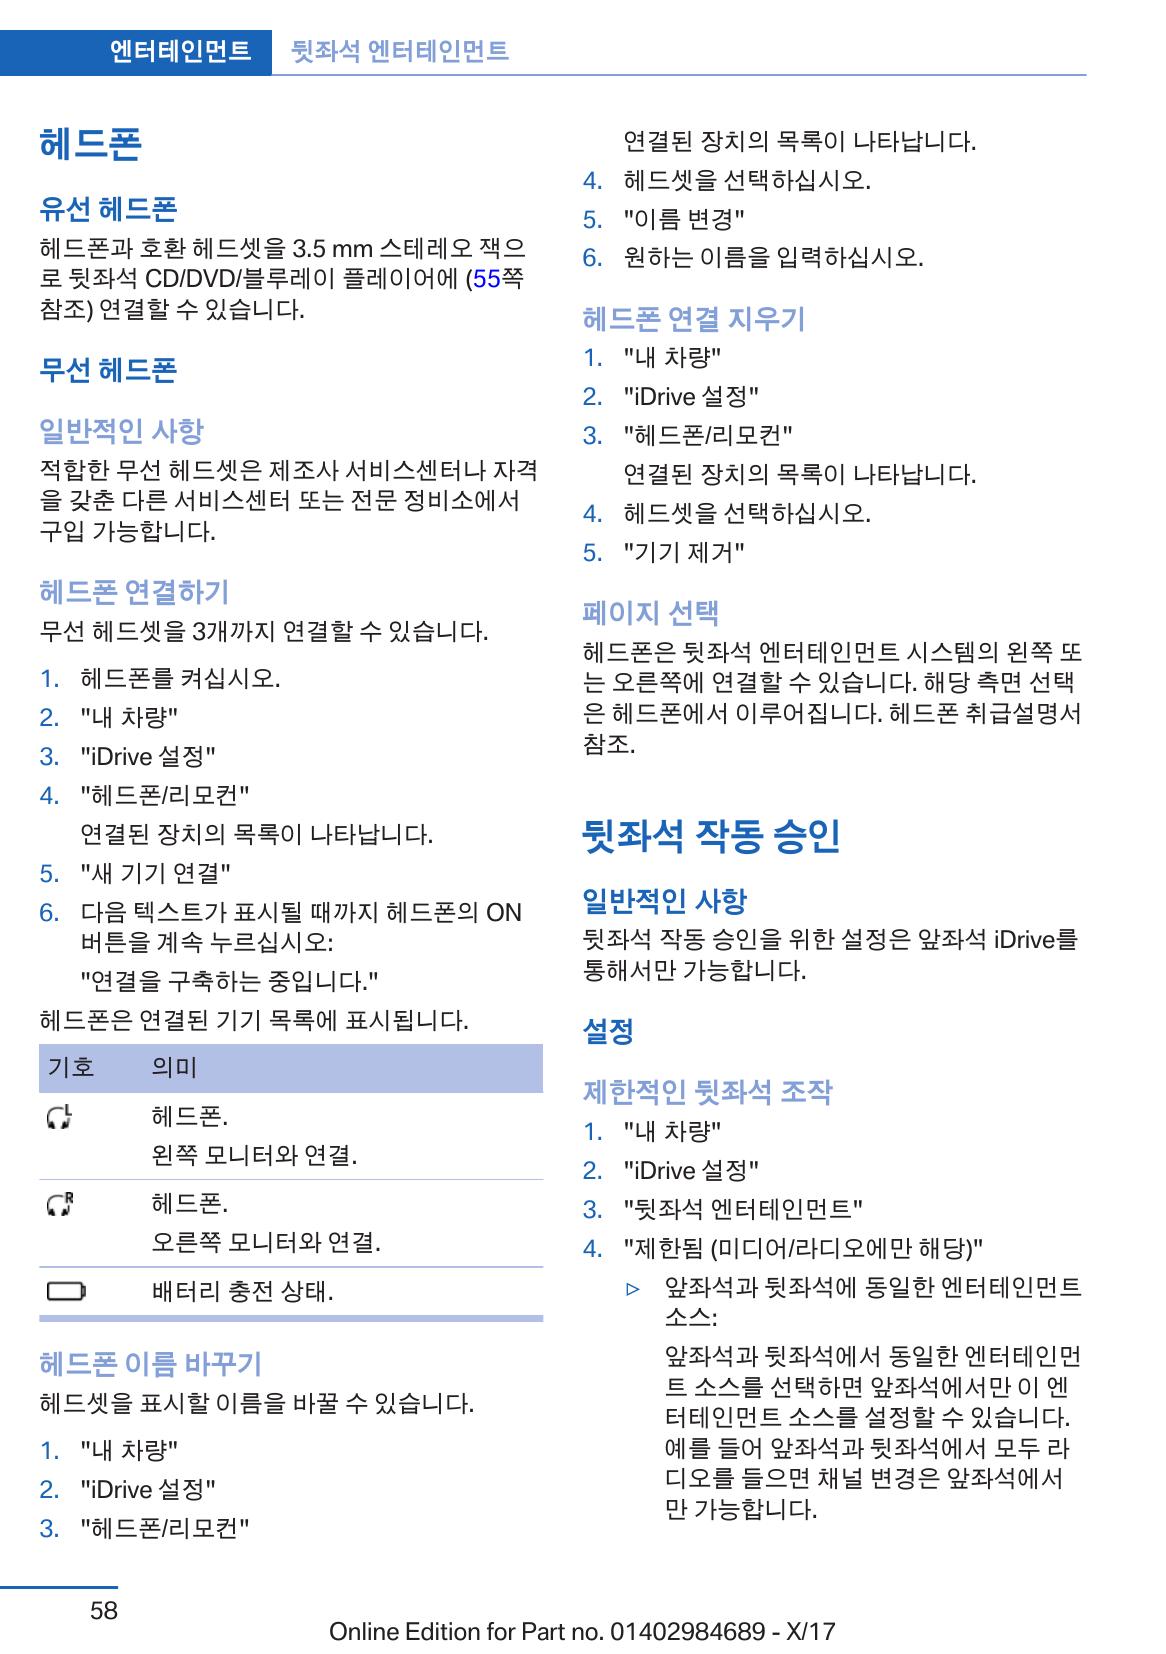 엔터테인먼트 뒷좌석 엔터테인먼트
헤드폰
유선 헤드폰
헤드폰과 호환 헤드셋을 3.5 mm 스테레오 잭으
로 뒷좌석 CD/DVD/블루레이 플레이어에 (55쪽
참조) 연결할 수 있습니다.
무선 헤드폰
일반적인 사항
적합한 무선 헤드셋은 제조사 서비스센터나 자격
을 갖춘 다른 서비스센터 또는 전문 정비소에서
구입 가능합니다.
헤드폰 연결하기
무선 헤드셋을 3개까지 연결할 수 있습니다.
1. 헤드폰를 켜십시오.
2. "내 차량"
3. "iDrive 설정"
4. "헤드폰/리모컨"
연결된 장치의 목록이 나타납니다.
5. "새 기기 연결"
6. 다음 텍스트가 표시될 때까지 헤드폰의 ON
버튼을 계속 누르십시오:
"연결을 구축하는 중입니다."
헤드폰은 연결된 기기 목록에 표시됩니다.
기호 의미
L 헤드폰.
왼쪽 모니터와 연결.
R 헤드폰.
오른쪽 모니터와 연결.
배터리 충전 상태.
헤드폰 이름 바꾸기
헤드셋을 표시할 이름을 바꿀 수 있습니다.
1. "내 차량"
2. "iDrive 설정"
3. "헤드폰/리모컨"
연결된 장치의 목록이 나타납니다.
4. 헤드셋을 선택하십시오.
5. "이름 변경"
6. 원하는 이름을 입력하십시오.
헤드폰 연결 지우기
1. "내 차량"
2. "iDrive 설정"
3. "헤드폰/리모컨"
연결된 장치의 목록이 나타납니다.
4. 헤드셋을 선택하십시오.
5. "기기 제거"
페이지 선택
헤드폰은 뒷좌석 엔터테인먼트 시스템의 왼쪽 또
는 오른쪽에 연결할 수 있습니다. 해당 측면 선택
은 헤드폰에서 이루어집니다. 헤드폰 취급설명서
참조.
뒷좌석 작동 승인
일반적인 사항
뒷좌석 작동 승인을 위한 설정은 앞좌석 iDrive를
통해서만 가능합니다.
설정
제한적인 뒷좌석 조작
1. "내 차량"
2. "iDrive 설정"
3. "뒷좌석 엔터테인먼트"
4. "제한됨 (미디어/라디오에만 해당)"
▷ 앞좌석과 뒷좌석에 동일한 엔터테인먼트
소스:
앞좌석과 뒷좌석에서 동일한 엔터테인먼
트 소스를 선택하면 앞좌석에서만 이 엔
터테인먼트 소스를 설정할 수 있습니다.
예를 들어 앞좌석과 뒷좌석에서 모두 라
디오를 들으면 채널 변경은 앞좌석에서
만 가능합니다.
58
Online Edition for Part no. 01402984689 - X/17